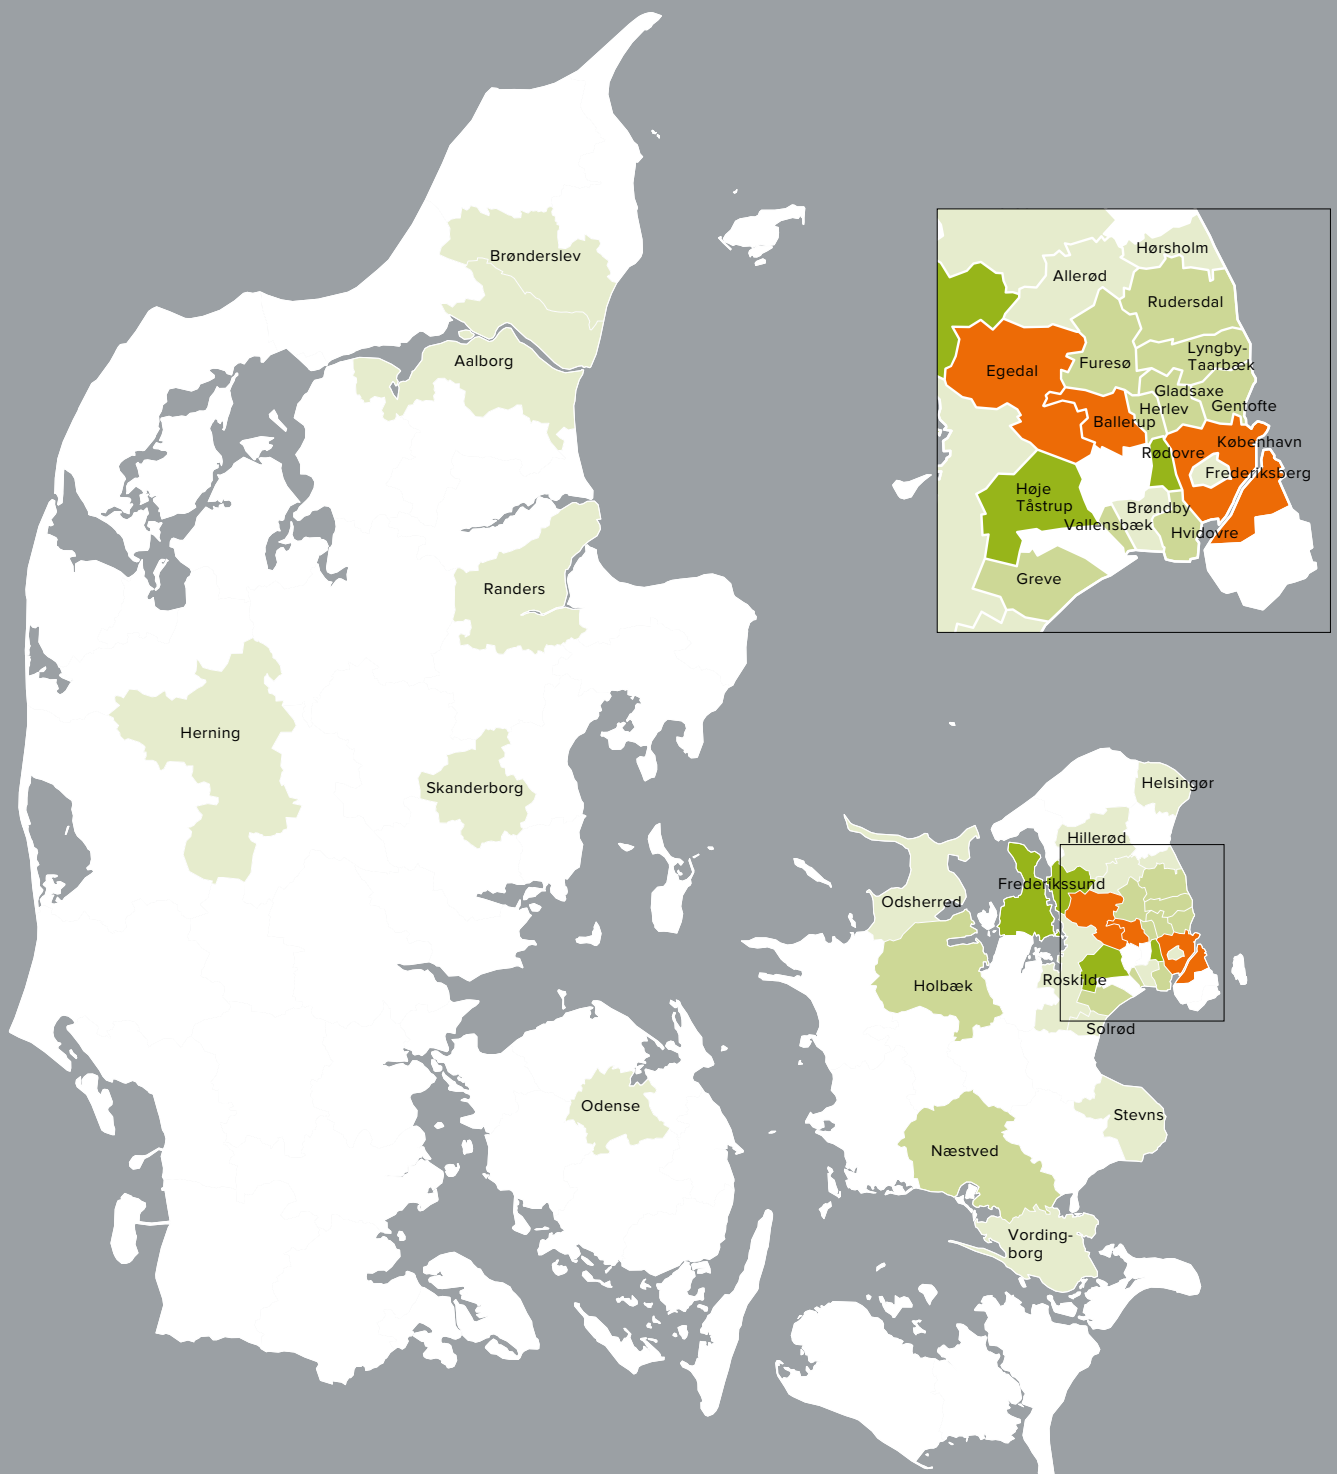 Brønderslev
Aalborg
Randers
Herning
Skanderborg
Odense
Hørsholm
Allerød
Rudersdal
Lyngby-
Taarbæk
Egedal
Furesø
Gladsaxe
Herlev
Gentofte
Ballerup
København
Rødovre
Frederiksberg
Høje
Tåstrup
Brøndby
Vallensbæk
Hvidovre
Greve
Helsingør
Hillerød
Frederikssund
Odsherred
Holbæk
Roskilde
Solrød
Stevns
Næstved
Vording-
borg